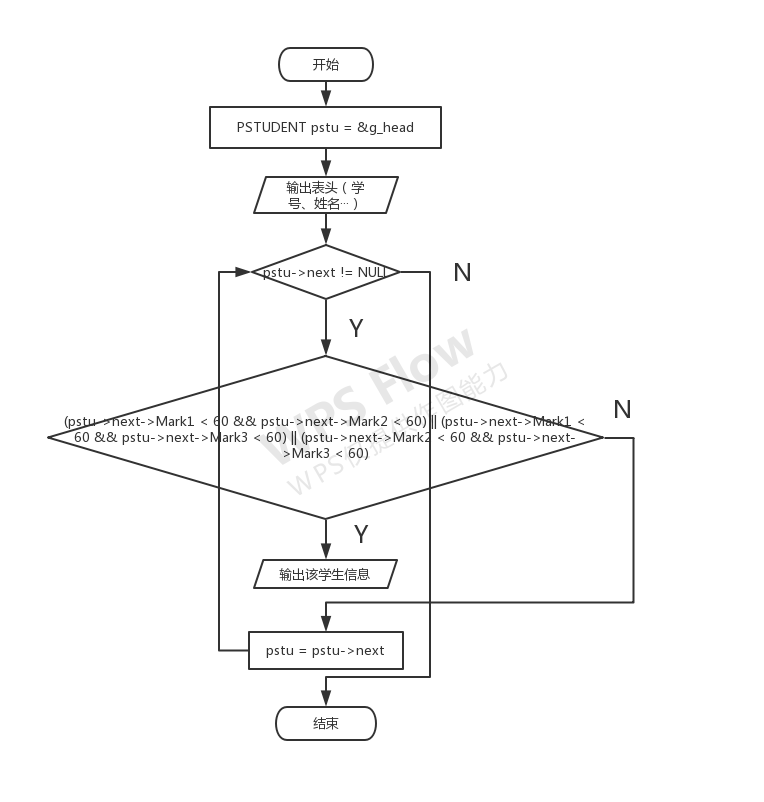 开始
PSTUDENT pstu = &g_head
输出表头（学
号、姓名…）
pstu->next != NULL
N
Y
(pstu->next->Mark1 < 60 && pstu->next->Mark2 < 60) || (pstu->next->Mark1 <
60 && pstu->next->Mark3 < 60) || (pstu->next->Mark2 < 60 && pstu->next-
>Mark3 < 60)
N
Y
输出该学生信息
pstu = pstu->next
结束
WPS Flow